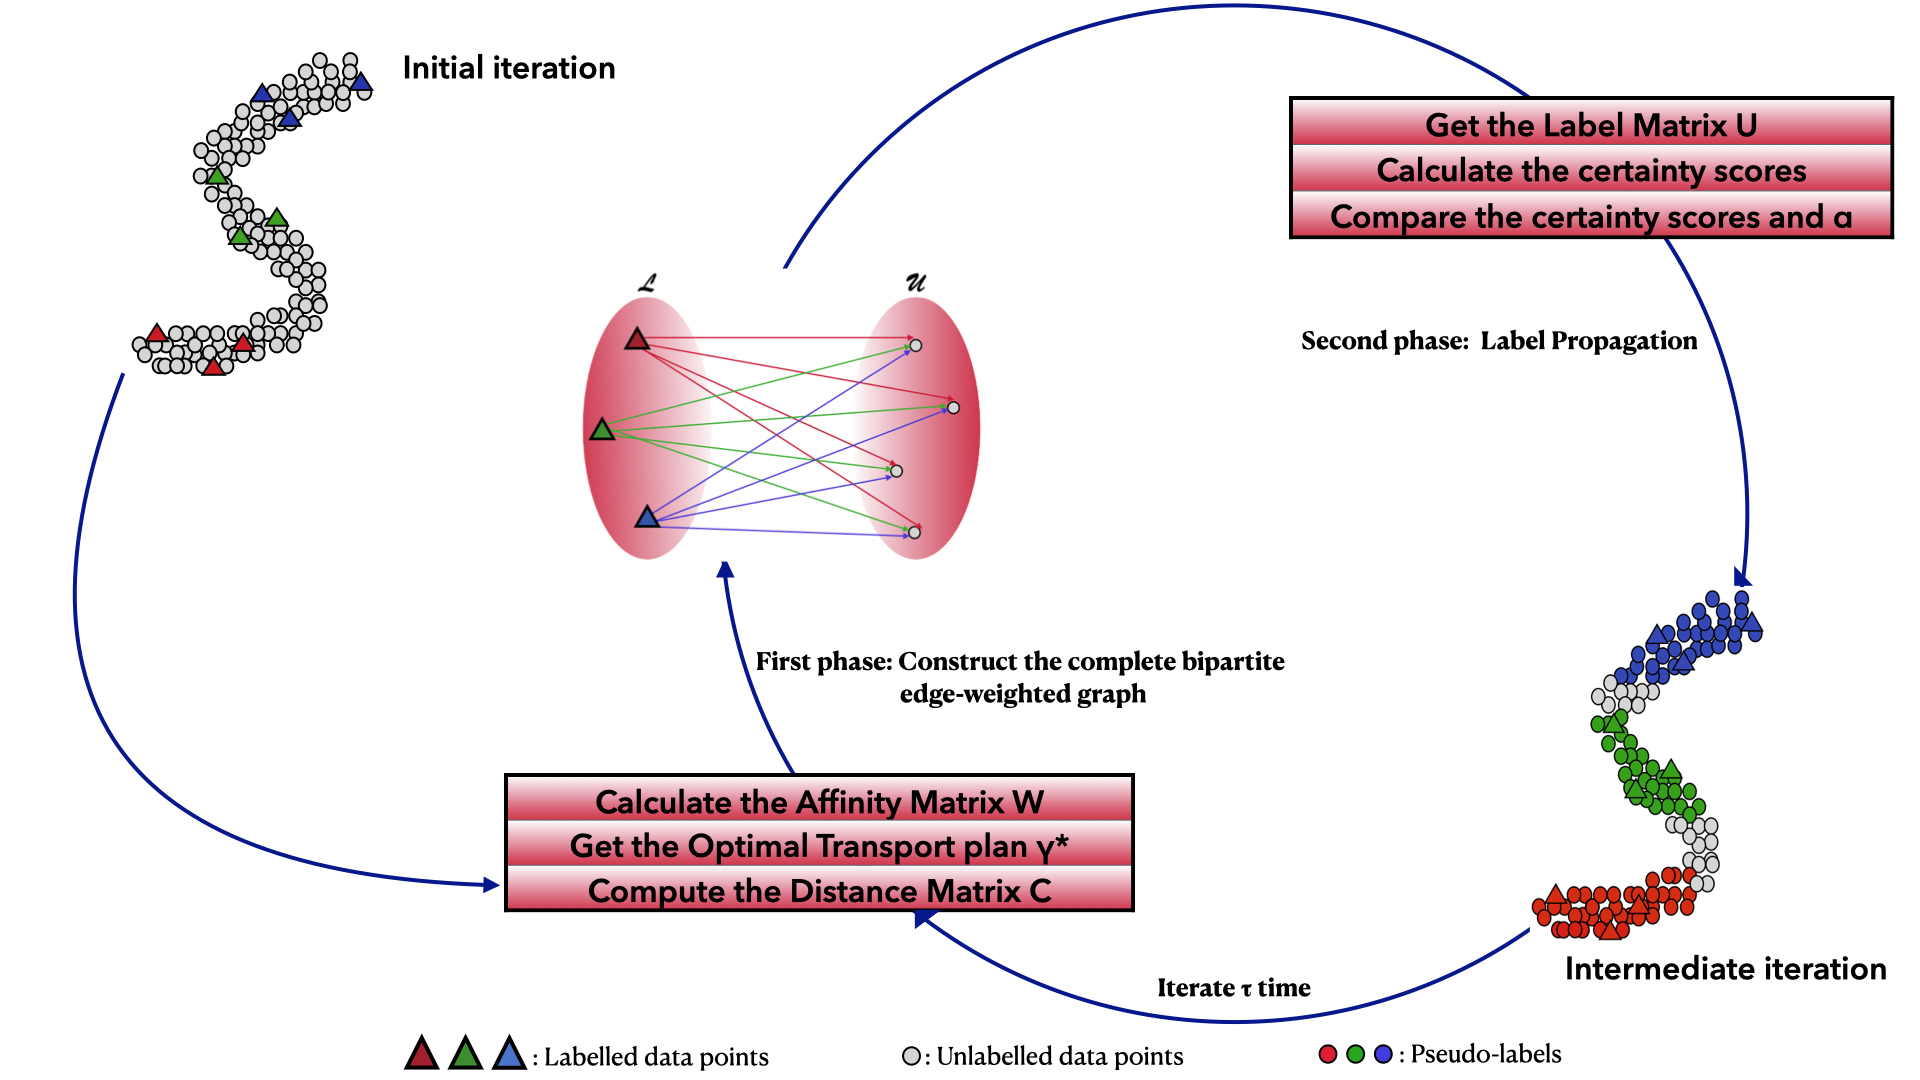 Initial iteration
Get the Label Matrix U
Calculate the certainty scores
Compare the certainty scores and α
ℒ
𝒰
Second phase: Label Propagation
First phase: Construct the complete bipartite
edge-weighted graph
Calculate the Affinity Matrix W
Get the Optimal Transport plan γ*
Compute the Distance Matrix C
Intermediate iteration
Iterate τ time
: Labelled data points
: Unlabelled data points
: Pseudo-labels